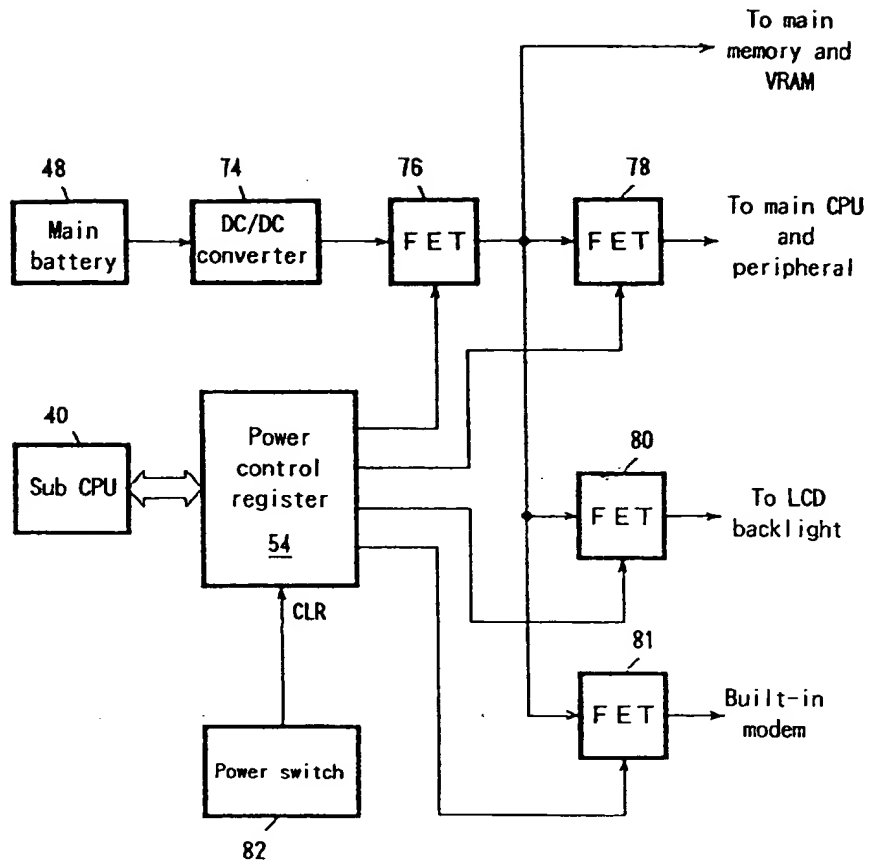 To main
memory and
VRAM
48
74
76
78
Main
battery
DC/DC
converter
FET
FET
To main CPU
and
peripheral
40
Sub CPU
Power
control
register
54
80
FET
To LCD
backlight
CLR
81
FET
Built-in
modem
Power switch
82